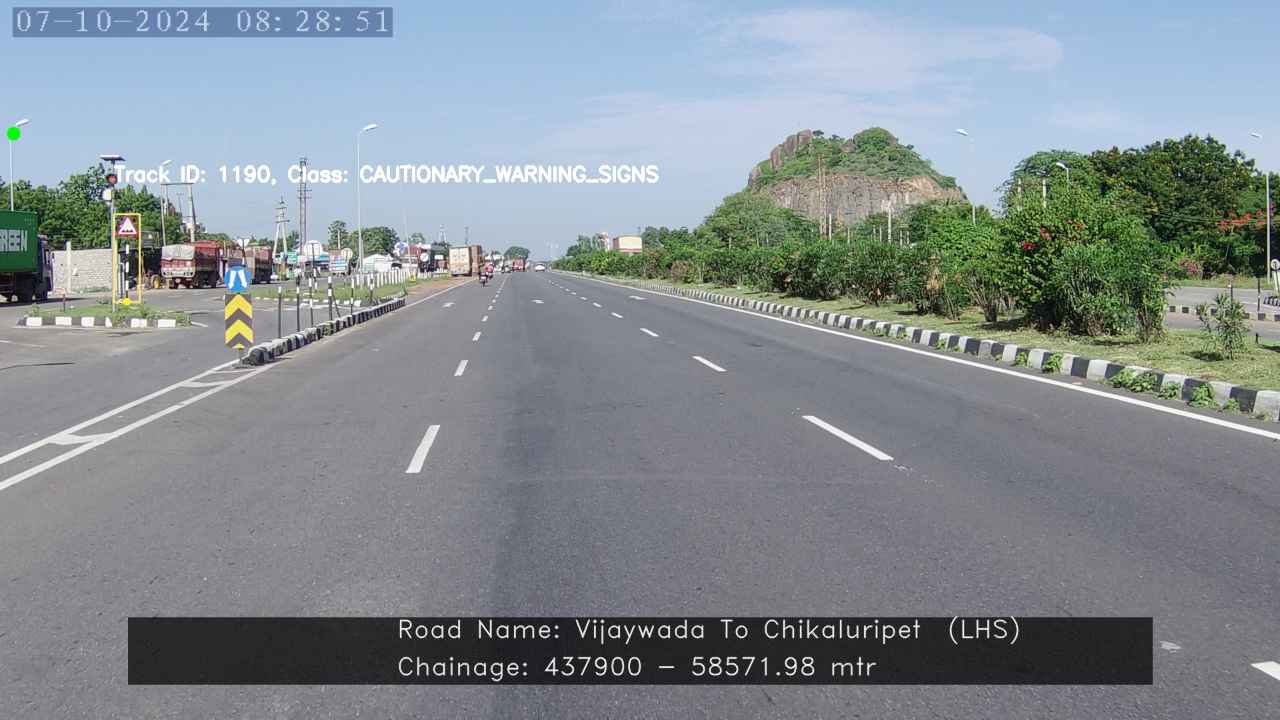 07-10-2024 08:28:51
Track ID: 1190, Class: CAUTIONARY_WARNING_SIGNS
REEN
Road Name: Vijaywada To Chikaluripet (LHS)
Chainage: 437900 - 58571.98 mtr